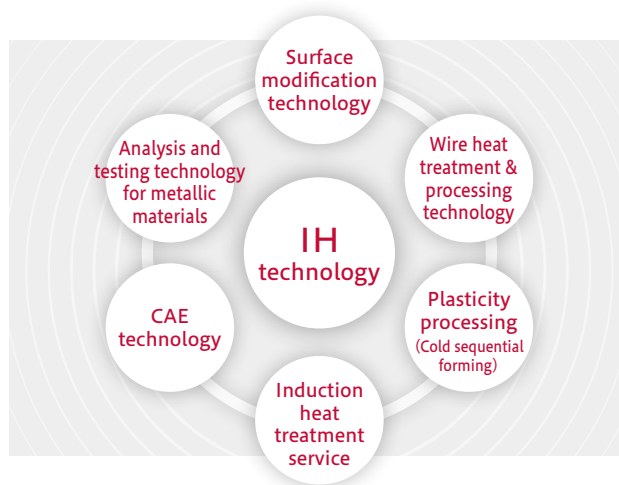 Surface
modification
technology
Wire heat
treatment &
processing
technology
Analysis and
testing technology
for metallic
materials
IH
technology
Plasticity
processing
(Cold sequential
forming)
CAE
technology
Induction
heat
treatment
service